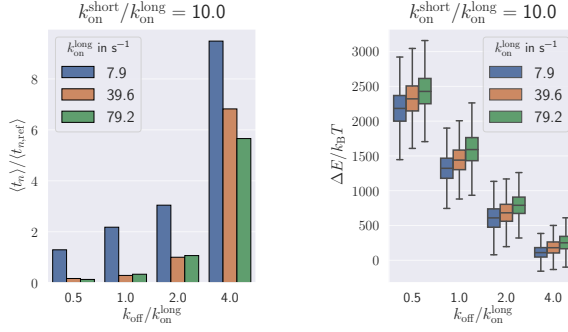 k_on^short/k_on^long = 10.0
k_on^long in s⁻¹
7.9
39.6
79.2
8
6
4
2
0
⟨t_n⟩/⟨t_n,ref⟩
0.5 1.0 2.0 4.0
k_off/k_on^long
k_on^short/k_on^long = 10.0
k_on^long in s⁻¹
7.9
39.6
79.2
3000
2500
2000
1500
1000
500
0
ΔE/k_BT
0.5 1.0 2.0 4.0
k_off/k_on^long